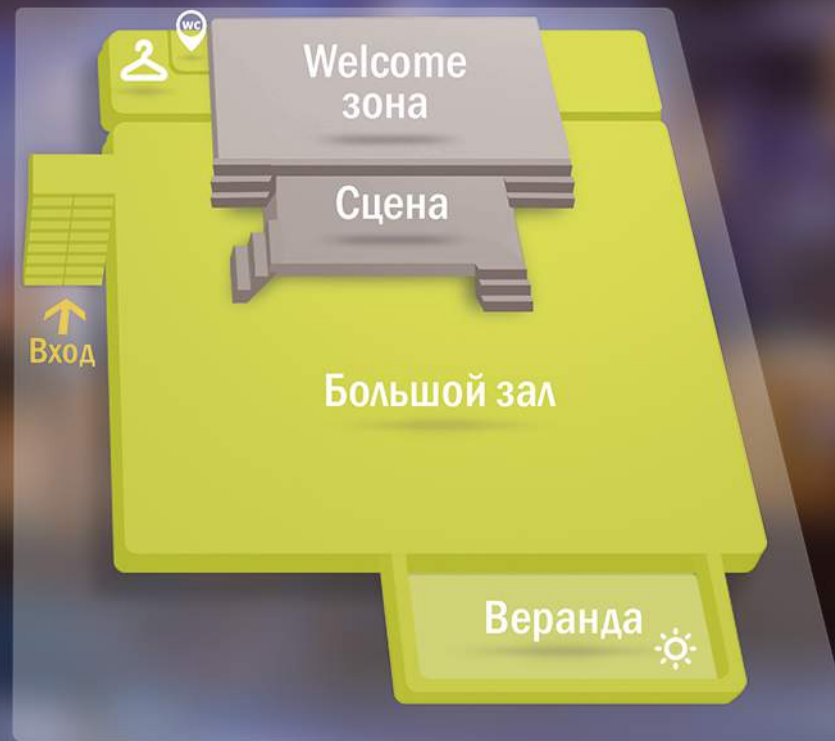 WC
Welcome
зона
Сцена
Вход
Большой зал
Веранда